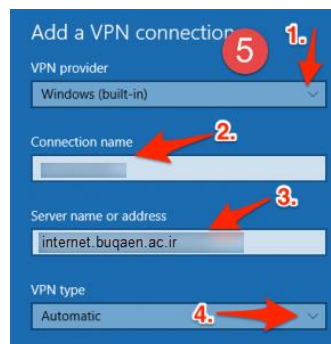 Add a VPN connection
5
1.
VPN provider
Windows (built-in)
Connection name
2.
3.
Server name or address
internet.buqaen.ac.ir
VPN type
Automatic
4.